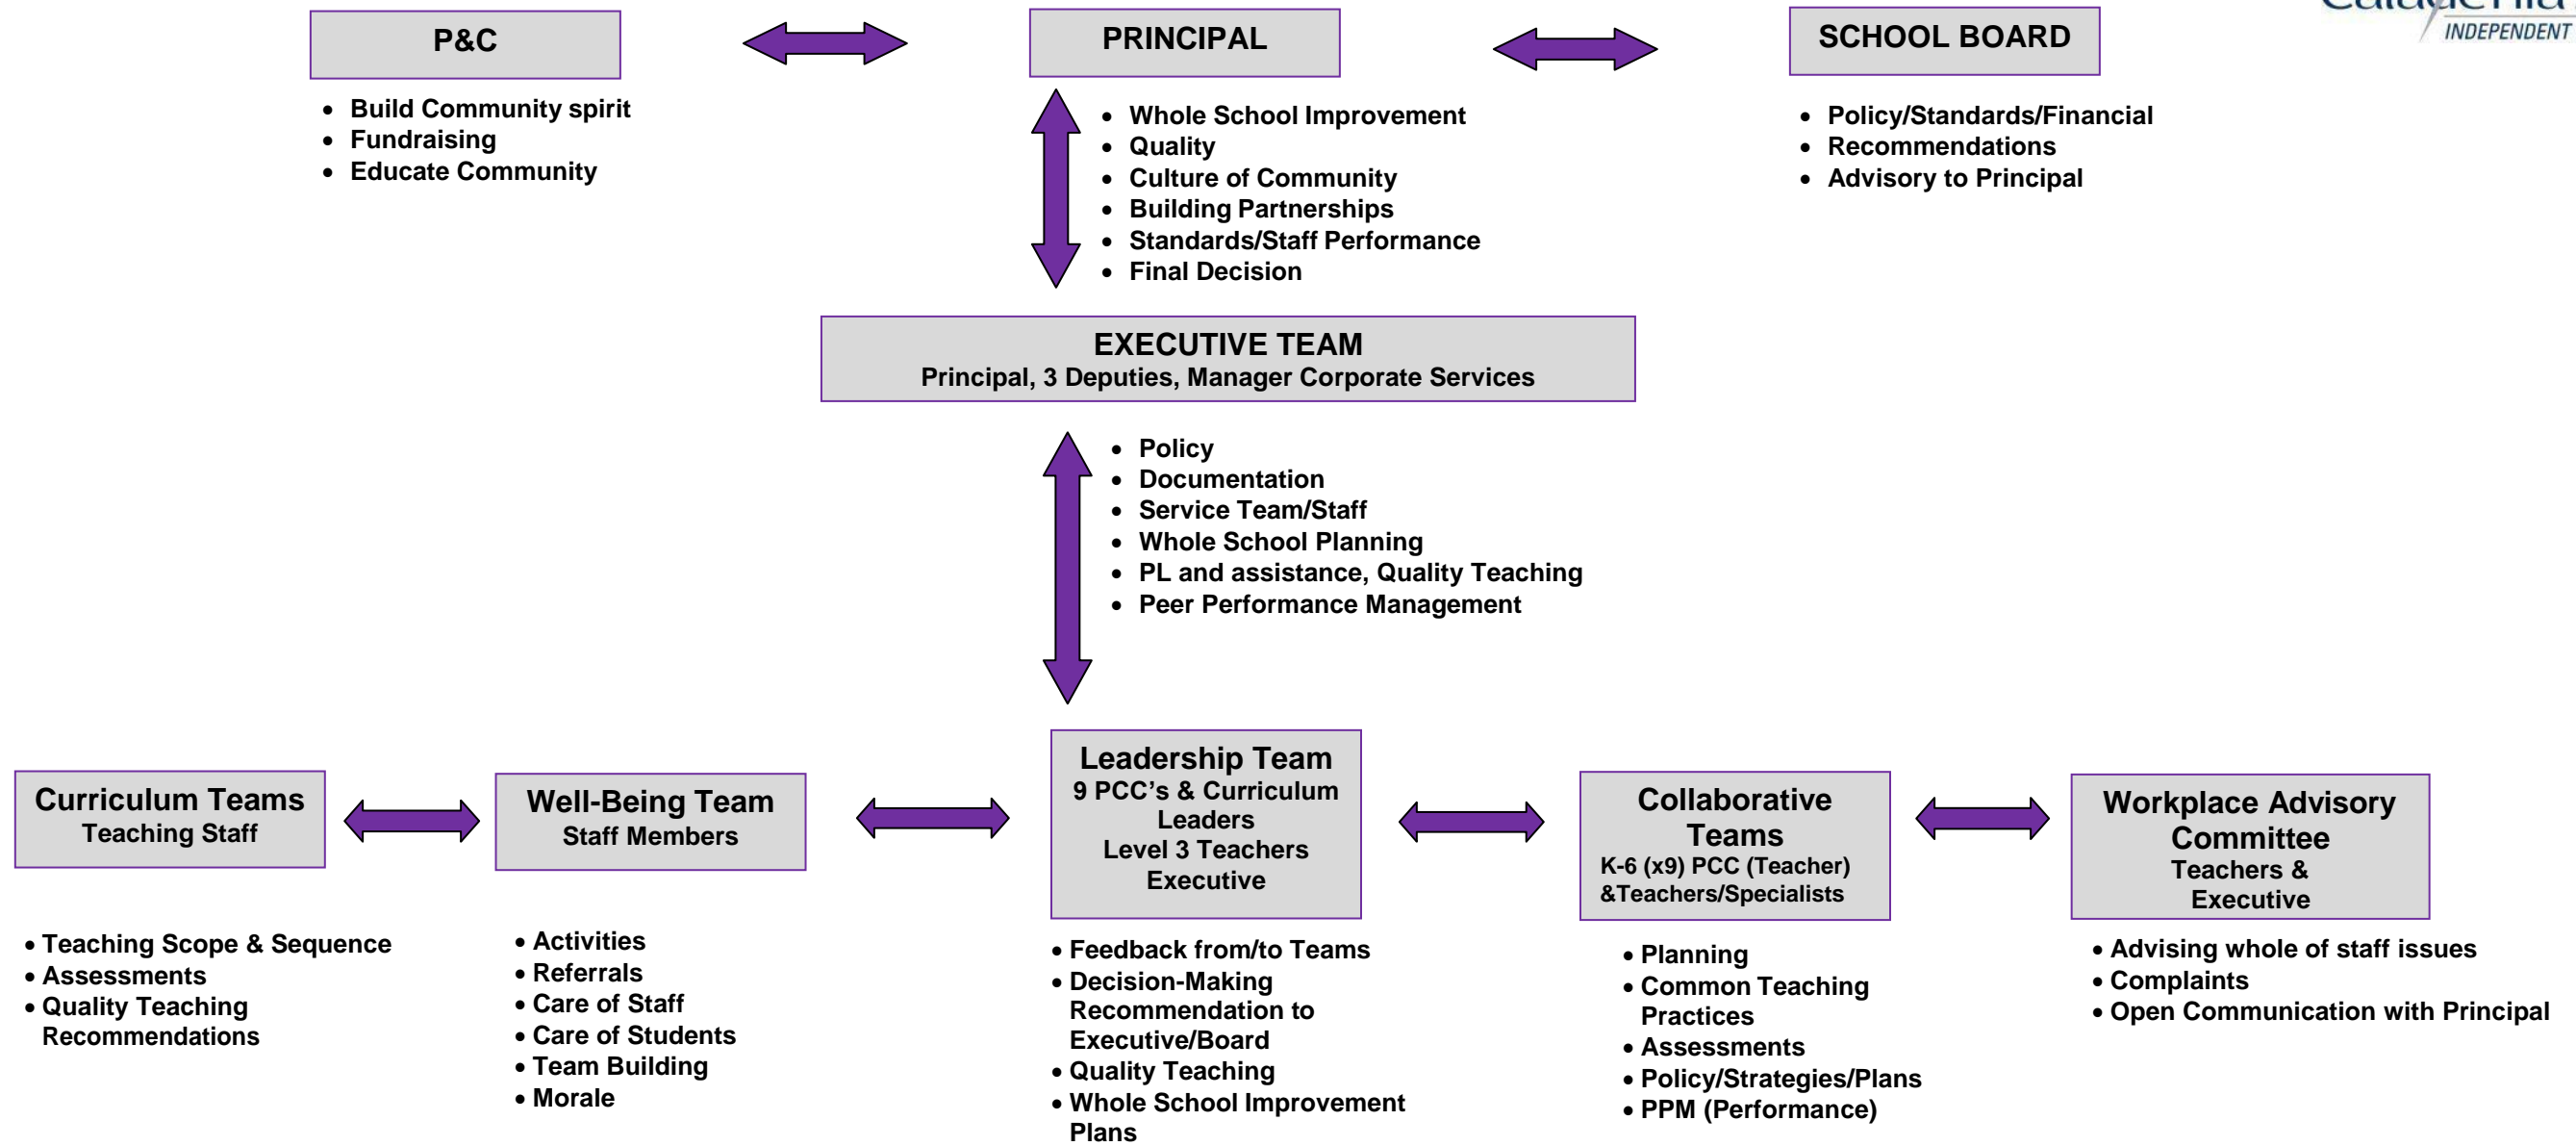 P&C
PRINCIPAL
SCHOOL BOARD
INDEPENDENT
• Build Community spirit
• Fundraising
• Educate Community
• Whole School Improvement
• Quality
• Culture of Community
• Building Partnerships
• Standards/Staff Performance
• Final Decision
• Policy/Standards/Financial
• Recommendations
• Advisory to Principal
EXECUTIVE TEAM
Principal, 3 Deputies, Manager Corporate Services
• Policy
• Documentation
• Service Team/Staff
• Whole School Planning
• PL and assistance, Quality Teaching
• Peer Performance Management
Curriculum Teams
Teaching Staff
• Teaching Scope & Sequence
• Assessments
• Quality Teaching
Recommendations
Well-Being Team
Staff Members
• Activities
• Referrals
• Care of Staff
• Care of Students
• Team Building
• Morale
Leadership Team
9 PCC's & Curriculum
Leaders
Level 3 Teachers
Executive
• Feedback from/to Teams
• Decision-Making
Recommendation to
Executive/Board
• Quality Teaching
• Whole School Improvement
Plans
Collaborative
Teams
K-6 (x9) PCC (Teacher)
&Teachers/Specialists
• Planning
• Common Teaching
Practices
• Assessments
• Policy/Strategies/Plans
• PPM (Performance)
Workplace Advisory
Committee
Teachers &
Executive
• Advising whole of staff issues
• Complaints
• Open Communication with Principal